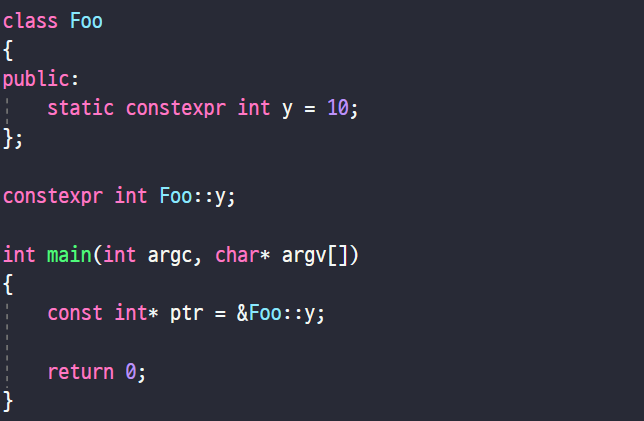 class Foo
{
public:
    static constexpr int y = 10;
};

constexpr int Foo::y;

int main(int argc, char* argv[])
{
    const int* ptr = &Foo::y;

    return 0;
}